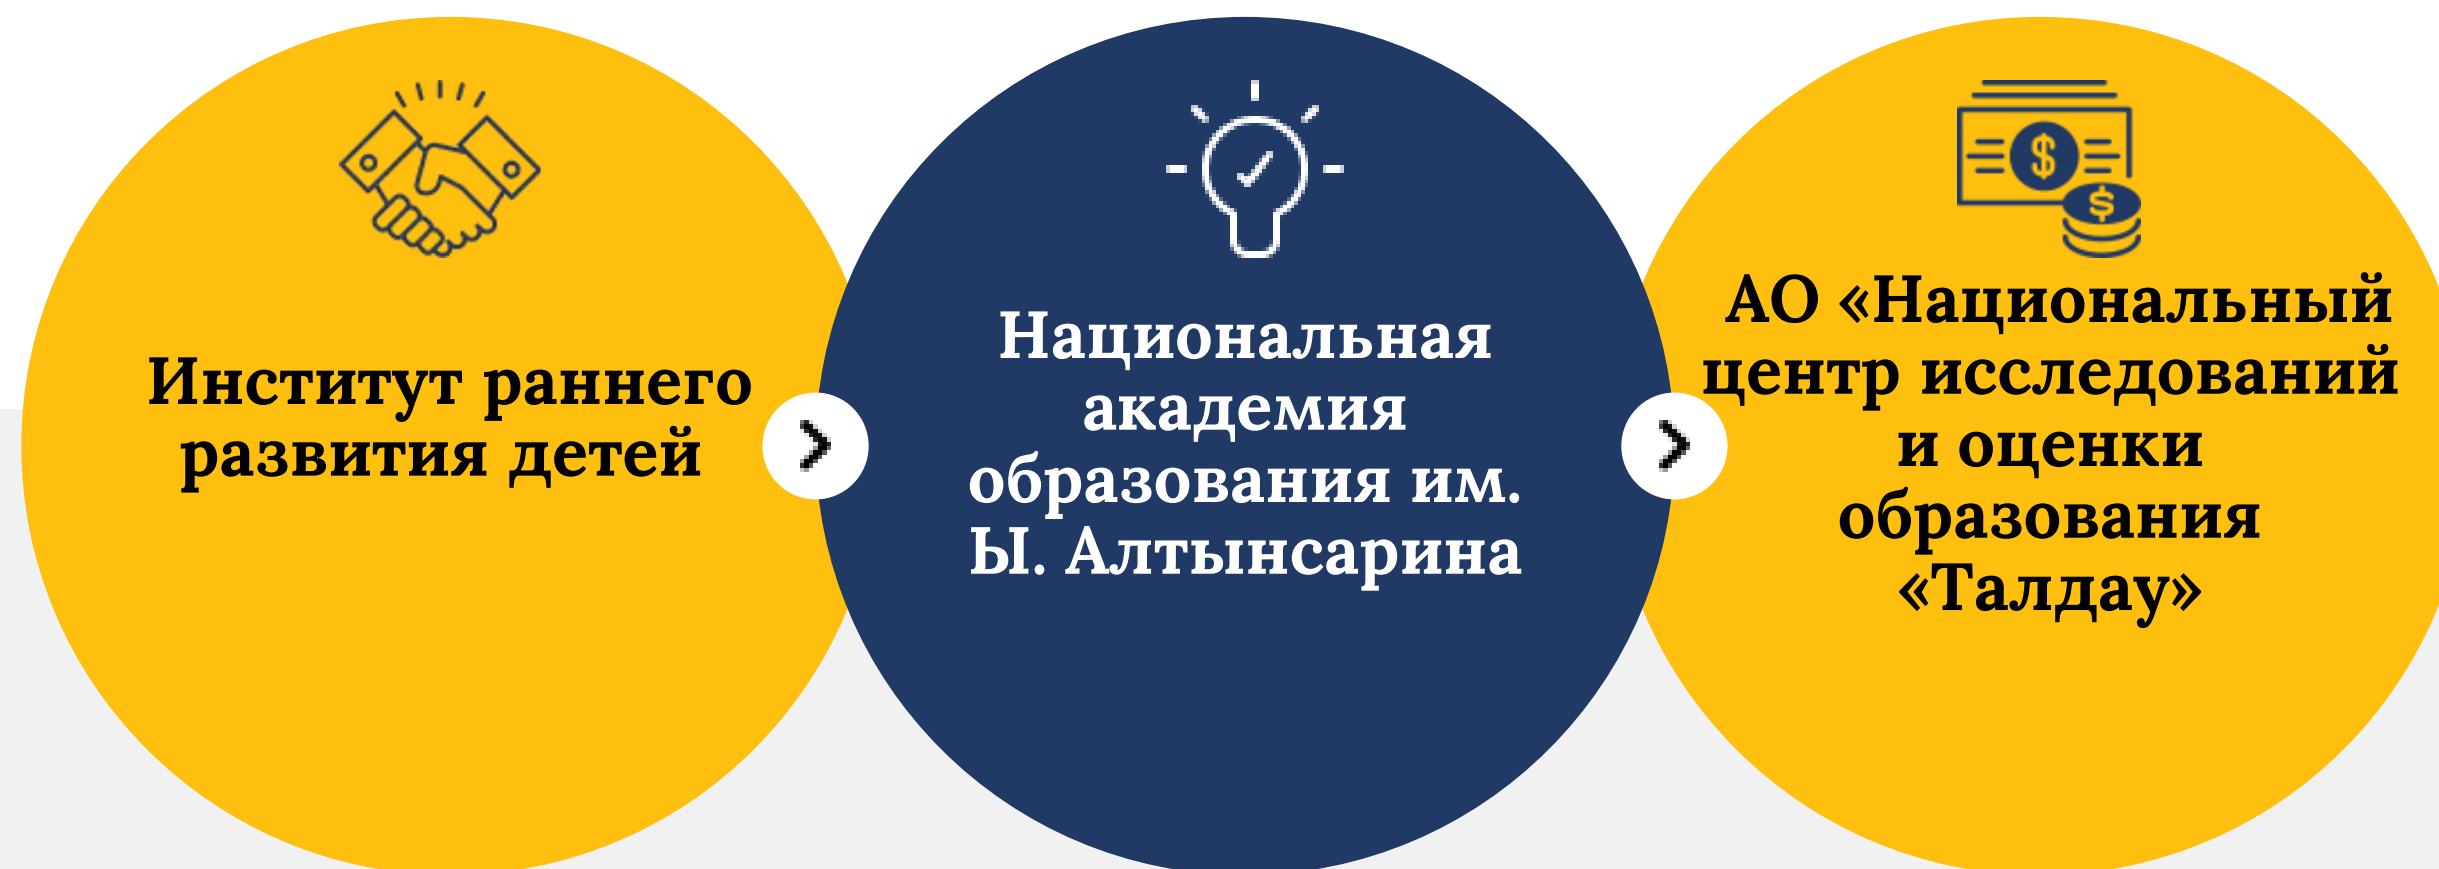 Институт раннего
развития детей
Национальная
академия
образования им.
Ы. Алтынсарина
АО «Национальный
центр исследований
и оценки
образования
«Талдау»